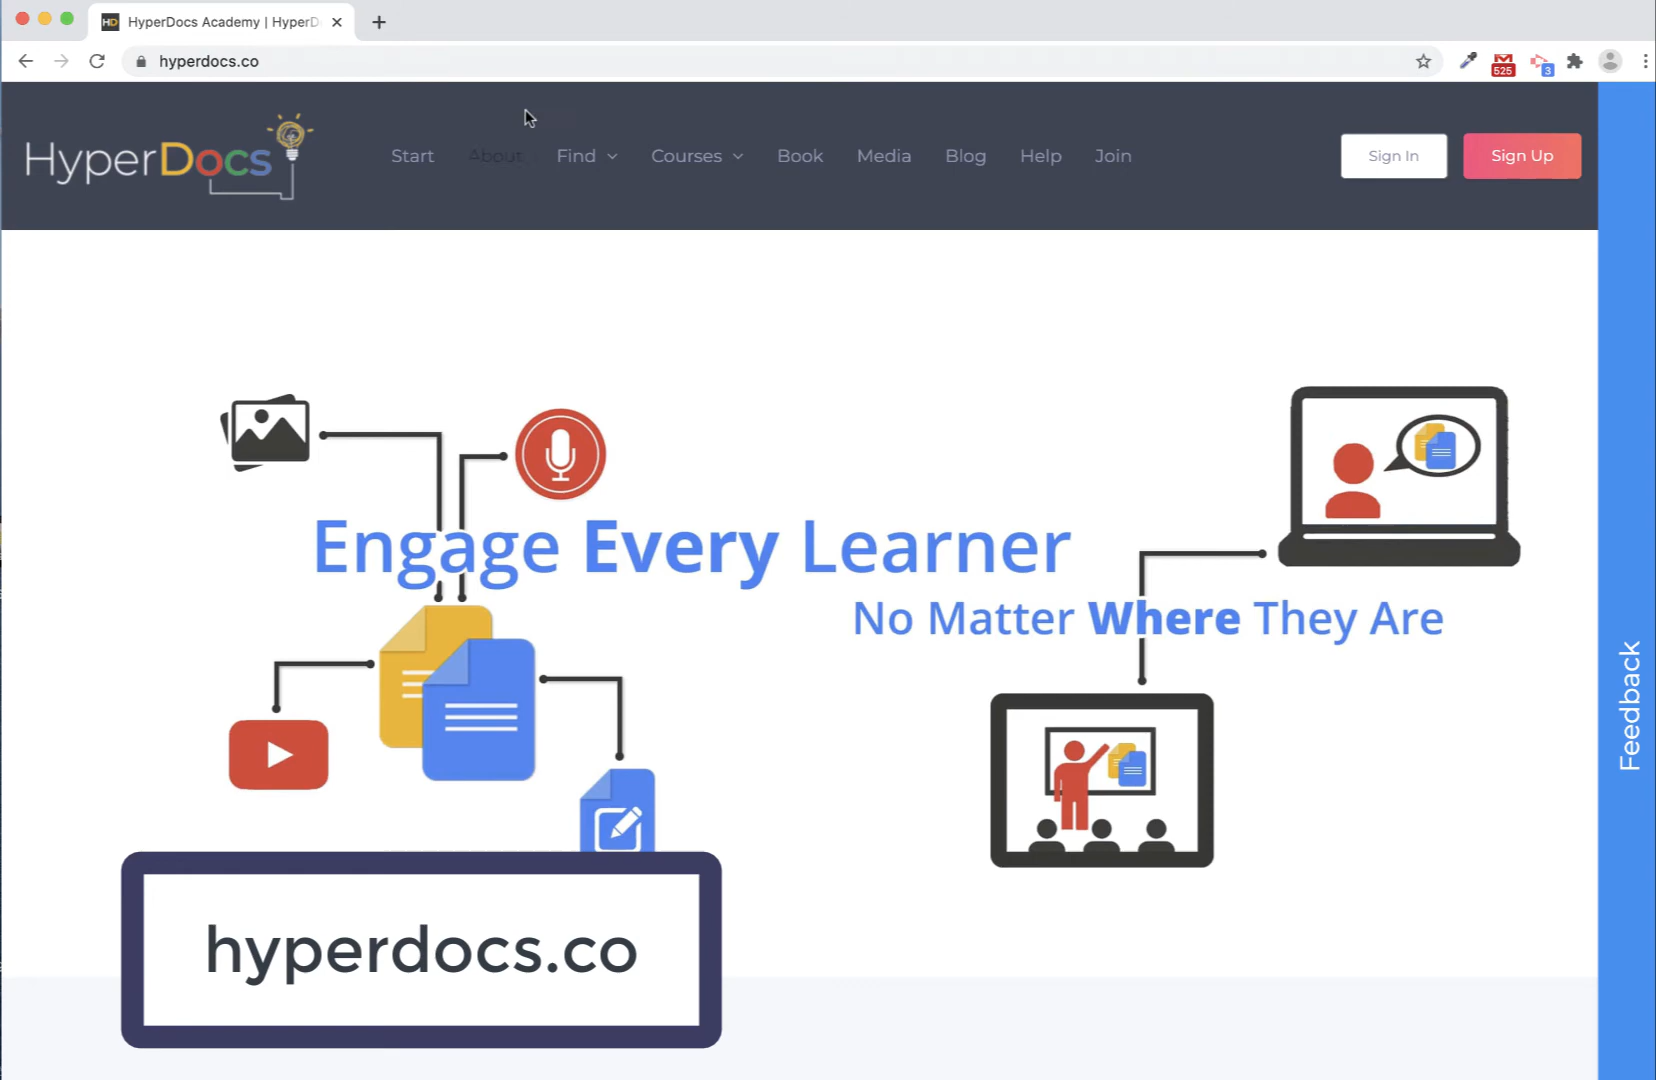 HyperDocs Academy | HyperD
hyperdocs.co
525
3
HyperDocs
Start About Find Courses Book Media Blog Help Join
Sign In Sign Up
Engage Every Learner
No Matter Where They Are
Feedback
hyperdocs.co